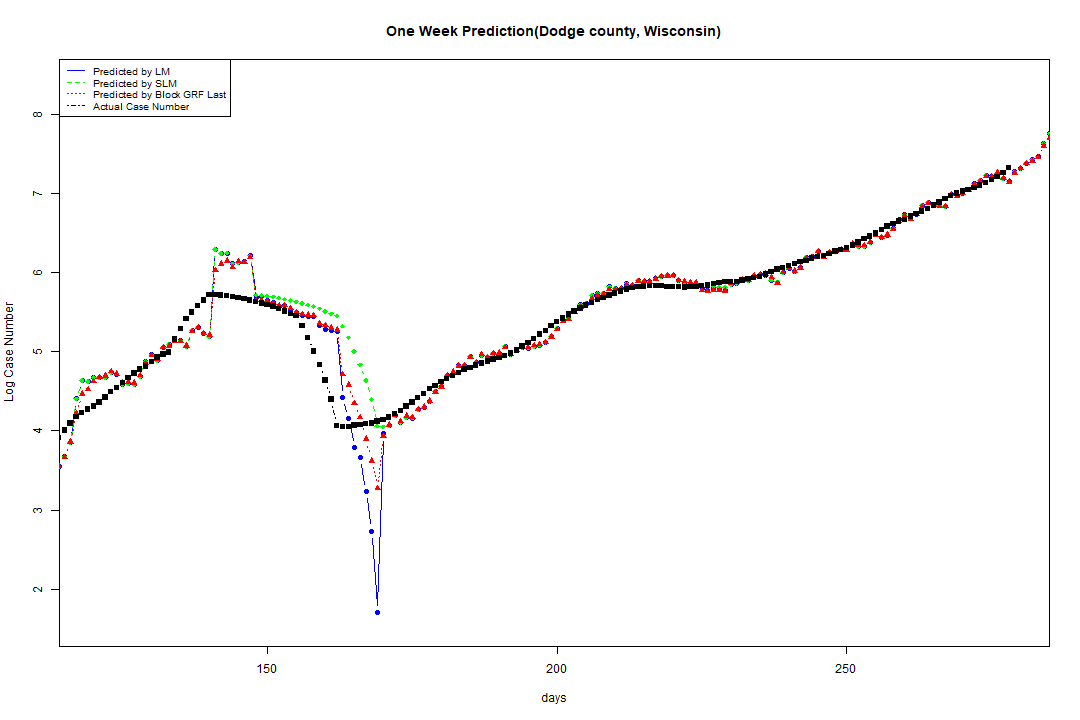 One Week Prediction(Dodge county, Wisconsin)
Predicted by LM
Predicted by SLM
Predicted by Block GRF Last
Actual Case Number
8
7
6
5
4
3
2
Log Case Number
150
200
250
days